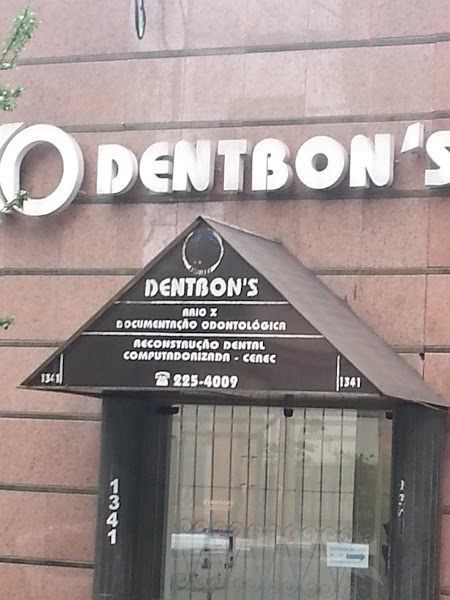 DENTBON'S
DENTBON'S
RAIO X
DOCUMENTAÇÃO ODONTOLÓGICA
RECONSTRUÇÃO DENTAL
COMPUTADORIZADA - CEREC
225-4009
1341
1341
1341